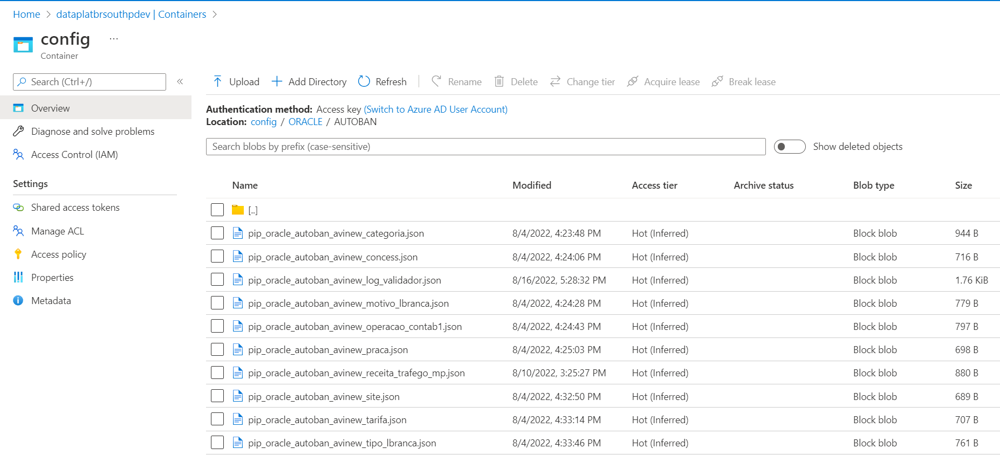 Home > dataplatbrsouthpdev | Containers >
config ...
Container
Search (Ctrl+/) «
Overview
Diagnose and solve problems
Access Control (IAM)
Settings
Shared access tokens
Manage ACL
Access policy
Properties
Metadata
Upload Add Directory Refresh Rename Delete Change tier Acquire lease Break lease
Authentication method: Access key (Switch to Azure AD User Account)
Location: config / ORACLE / AUTOBAN
Search blobs by prefix (case-sensitive) Show deleted objects
Name Modified Access tier Archive status Blob type Size
[..]
pip_oracle_autoban_avinew_categoria.json 8/4/2022, 4:23:48 PM Hot (Inferred) Block blob 944 B
pip_oracle_autoban_avinew_concess.json 8/4/2022, 4:24:06 PM Hot (Inferred) Block blob 716 B
pip_oracle_autoban_avinew_log_validador.json 8/16/2022, 5:28:32 PM Hot (Inferred) Block blob 1.76 KiB
pip_oracle_autoban_avinew_motivo_lbranca.json 8/4/2022, 4:24:28 PM Hot (Inferred) Block blob 779 B
pip_oracle_autoban_avinew_operacao_contab1.json 8/4/2022, 4:24:43 PM Hot (Inferred) Block blob 797 B
pip_oracle_autoban_avinew_praca.json 8/4/2022, 4:25:03 PM Hot (Inferred) Block blob 698 B
pip_oracle_autoban_avinew_receita_trafego_mp.json 8/10/2022, 3:25:27 PM Hot (Inferred) Block blob 880 B
pip_oracle_autoban_avinew_site.json 8/4/2022, 4:32:50 PM Hot (Inferred) Block blob 689 B
pip_oracle_autoban_avinew_tarifa.json 8/4/2022, 4:33:14 PM Hot (Inferred) Block blob 707 B
pip_oracle_autoban_avinew_tipo_lbranca.json 8/4/2022, 4:33:46 PM Hot (Inferred) Block blob 761 B